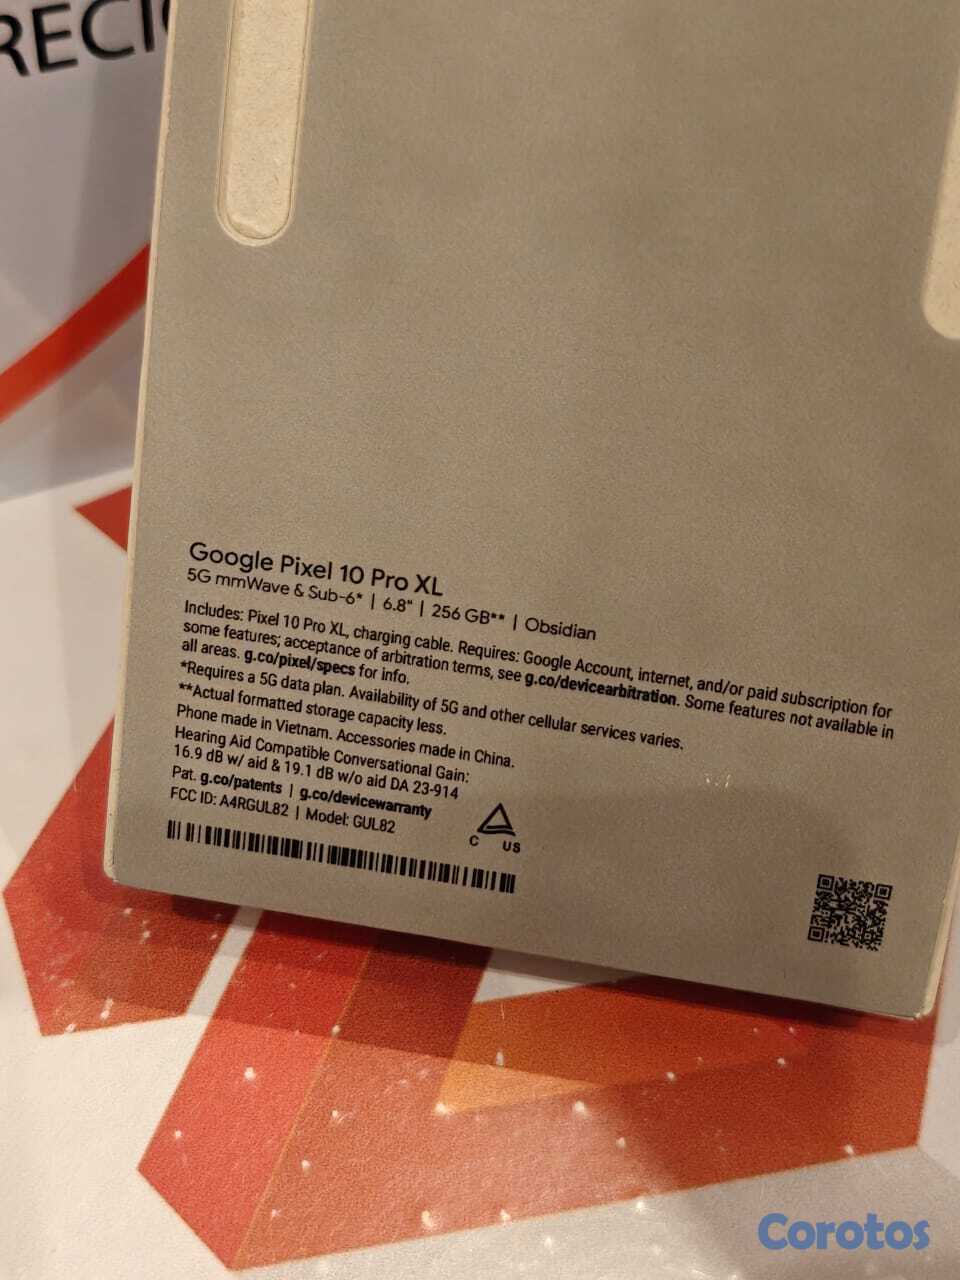 RECI
Google Pixel 10 Pro XL
5G mmWave & Sub-6* | 6.8" | 256 GB** | Obsidian
Includes: Pixel 10 Pro XL, charging cable. Requires: Google Account, internet, and/or paid subscription for
some features; acceptance of arbitration terms, see g.co/devicearbitration. Some features not available in
all areas. g.co/pixel/specs for info.
*Requires a 5G data plan. Availability of 5G and other cellular services varies.
**Actual formatted storage capacity less.
Phone made in Vietnam. Accessories made in China.
Hearing Aid Compatible Conversational Gain:
16.9 dB w/ aid & 19.1 dB w/o aid DA 23-914
Pat. g.co/patents | g.co/devicewarranty
FCC ID: A4RGUL82 | Model: GUL82
C US
Corotos